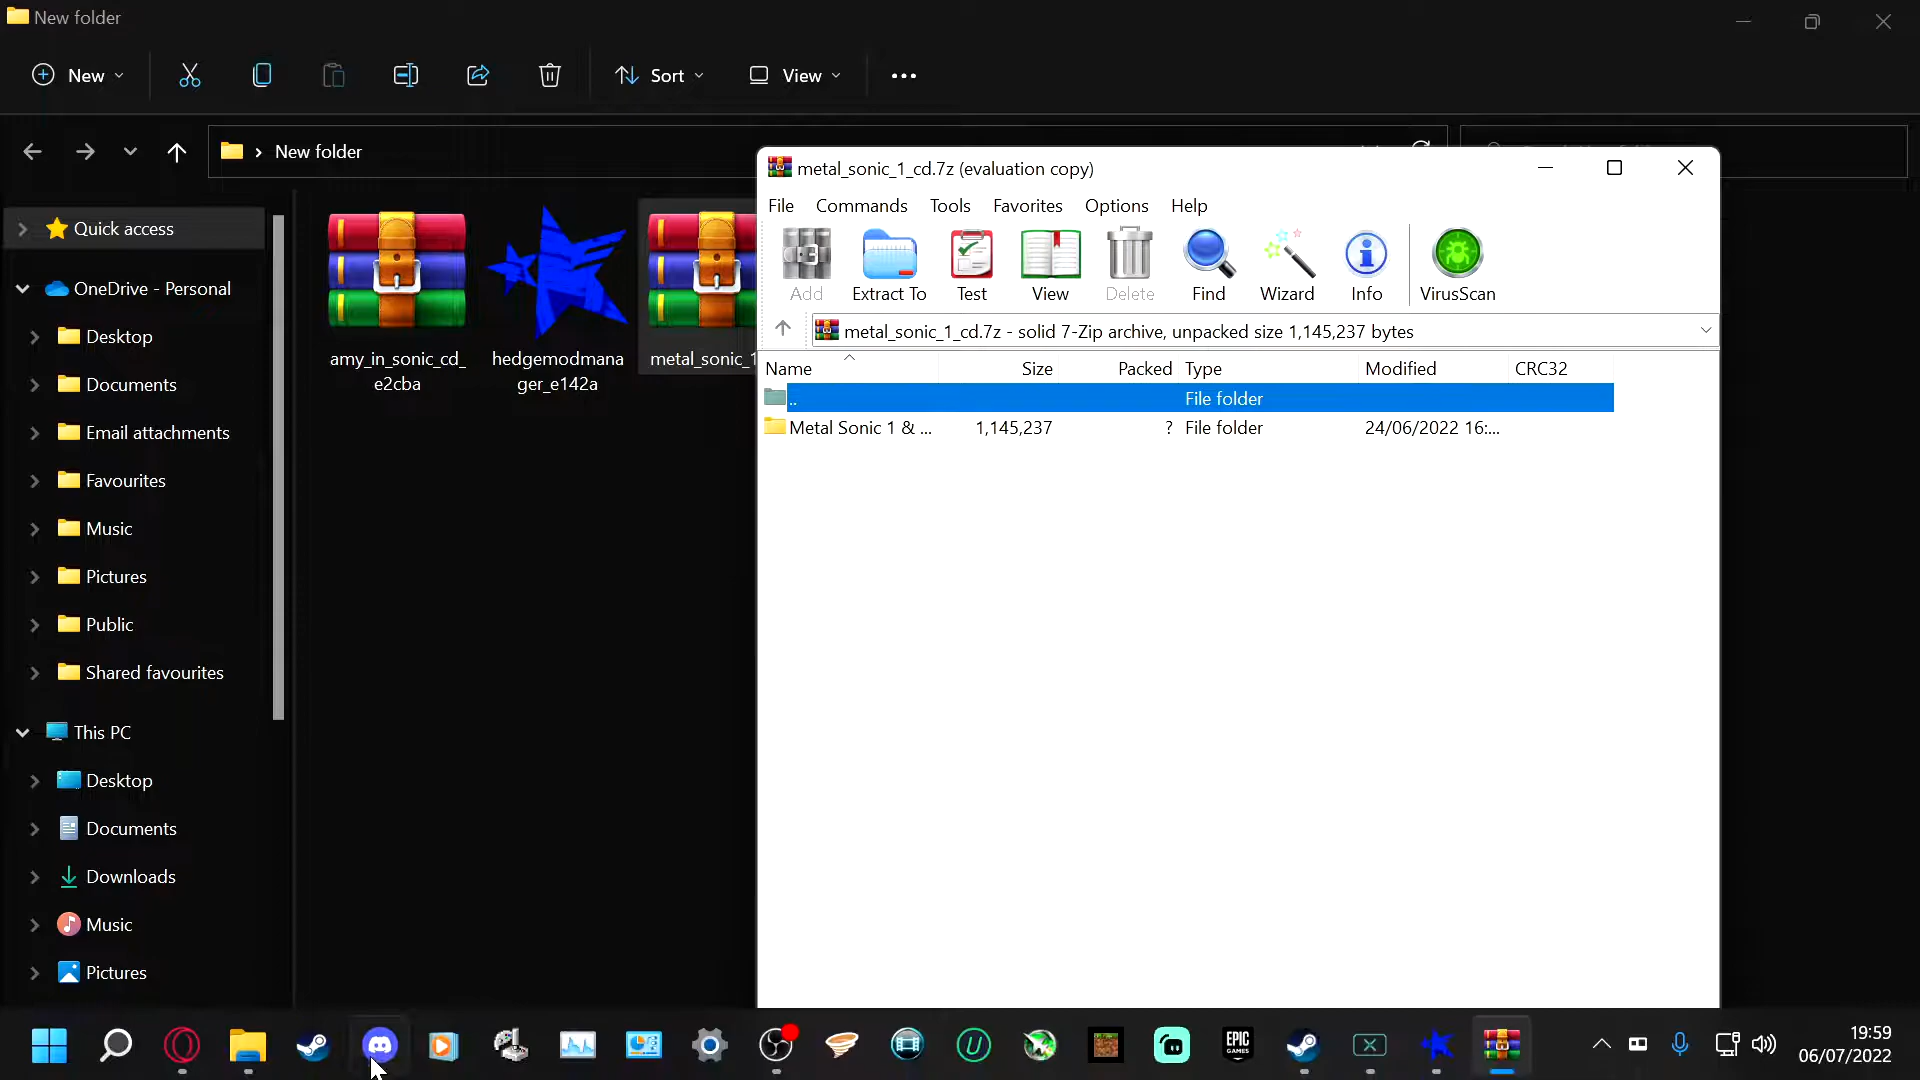 New folder
New
Sort
View
New folder
Quick access
OneDrive - Personal
Desktop
Documents
Email attachments
Favourites
Music
Pictures
Public
Shared favourites
This PC
Desktop
Documents
Downloads
Music
Pictures
amy_in_sonic_cd_
e2cba
hedgemodmana
ger_e142a
metal_sonic_1
metal_sonic_1_cd.7z (evaluation copy)
File Commands Tools Favorites Options Help
Add Extract To Test View Delete Find Wizard Info VirusScan
metal_sonic_1_cd.7z - solid 7-Zip archive, unpacked size 1,145,237 bytes
Name Size Packed Type Modified CRC32
.. File folder
Metal Sonic 1 & ... 1,145,237 ? File folder 24/06/2022 16:...
EPIC
GAMES
19:59
06/07/2022